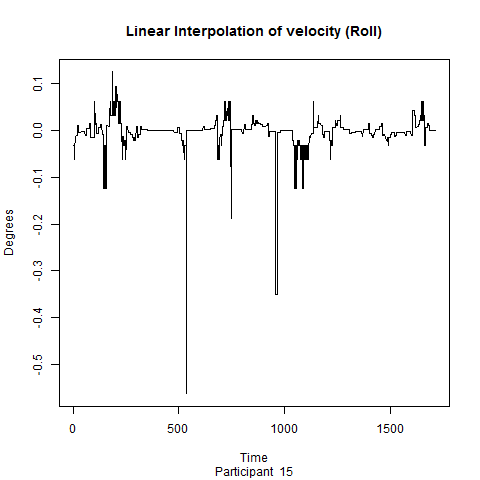 Linear Interpolation of velocity (Roll)
Degrees
0.1
0.0
-0.1
-0.2
-0.3
-0.4
-0.5
0 500 1000 1500
Time
Participant 15